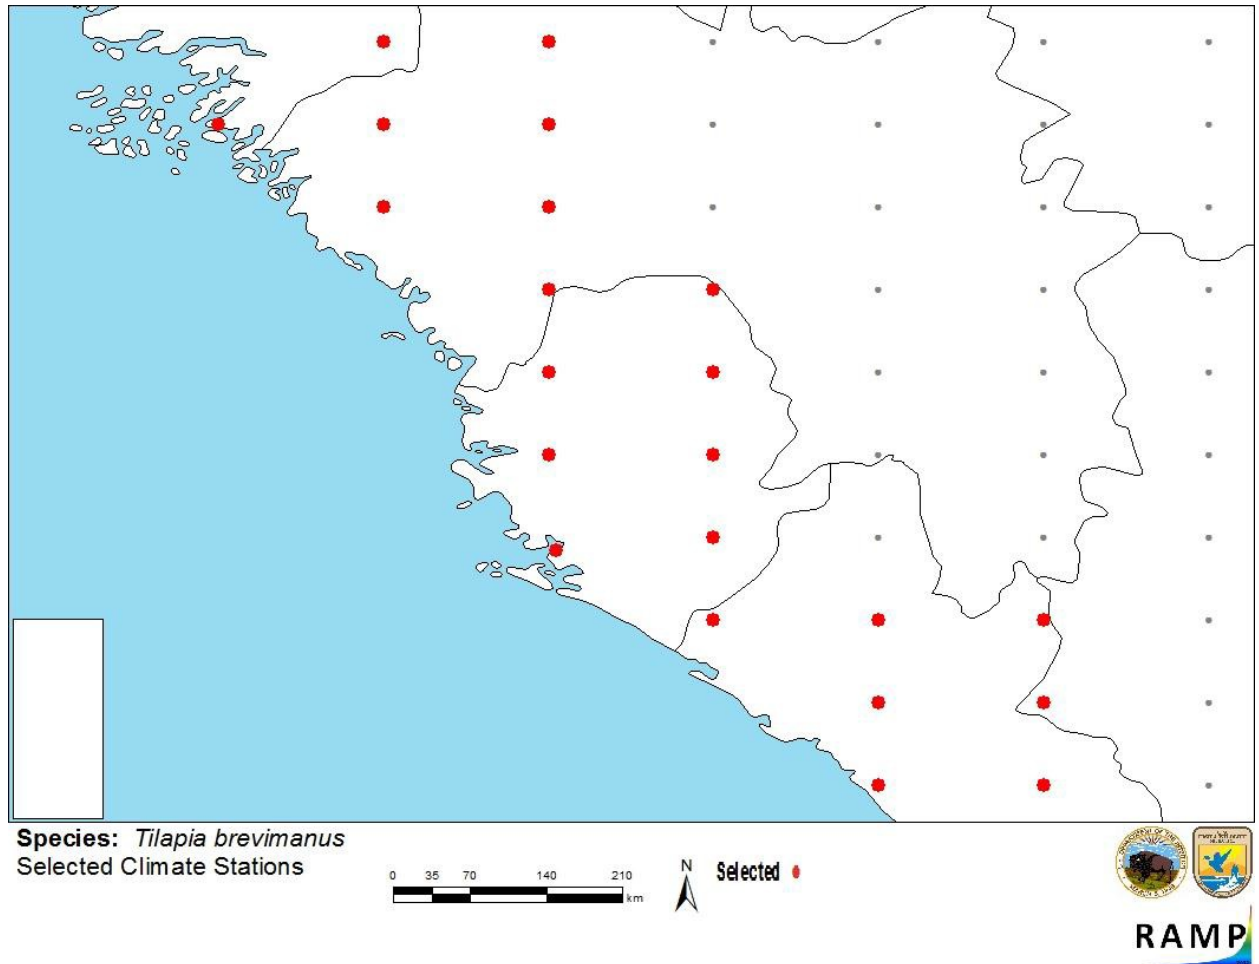 Species: Tilapia brevimanus
Selected Climate Stations
0 35 70 140 210
km
N
Selected
RAMP